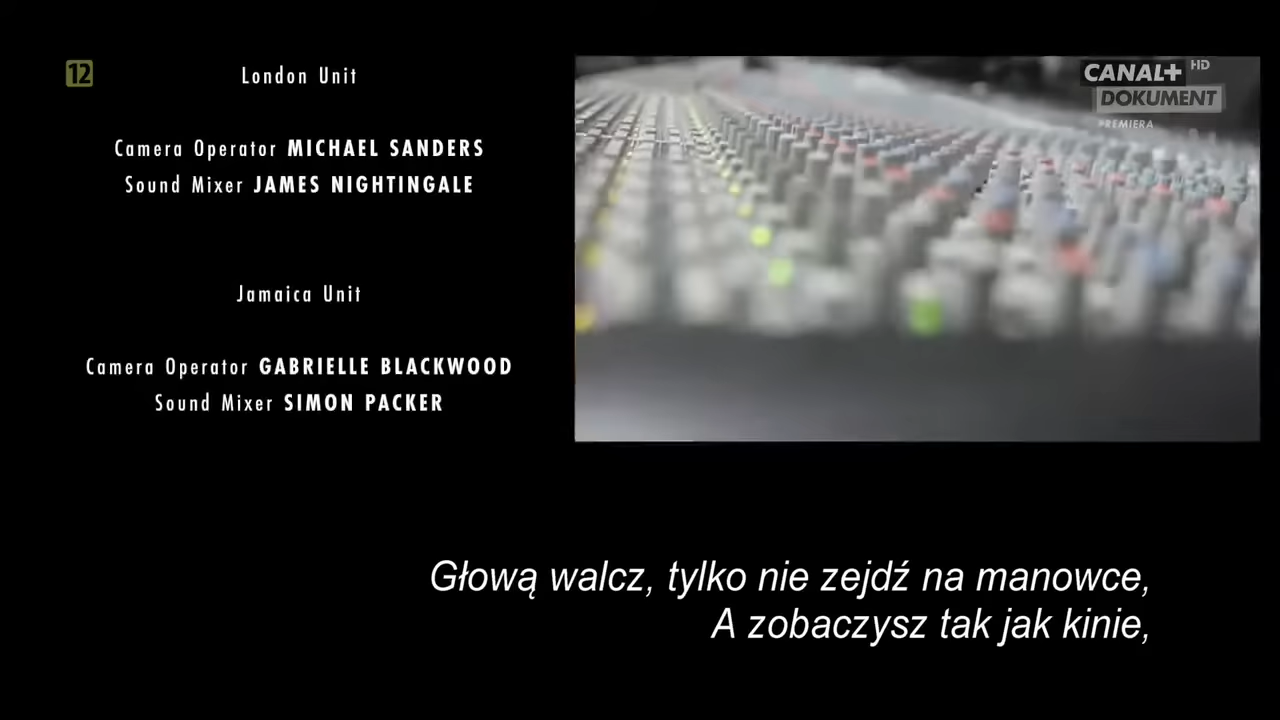 12
London Unit
Camera Operator MICHAEL SANDERS
Sound Mixer JAMES NIGHTINGALE
Jamaica Unit
Camera Operator GABRIELLE BLACKWOOD
Sound Mixer SIMON PACKER
CANAL+ HD
DOKUMENT
PREMIERA
Głową walcz, tylko nie zejdź na manowce,
A zobaczysz tak jak kinie,